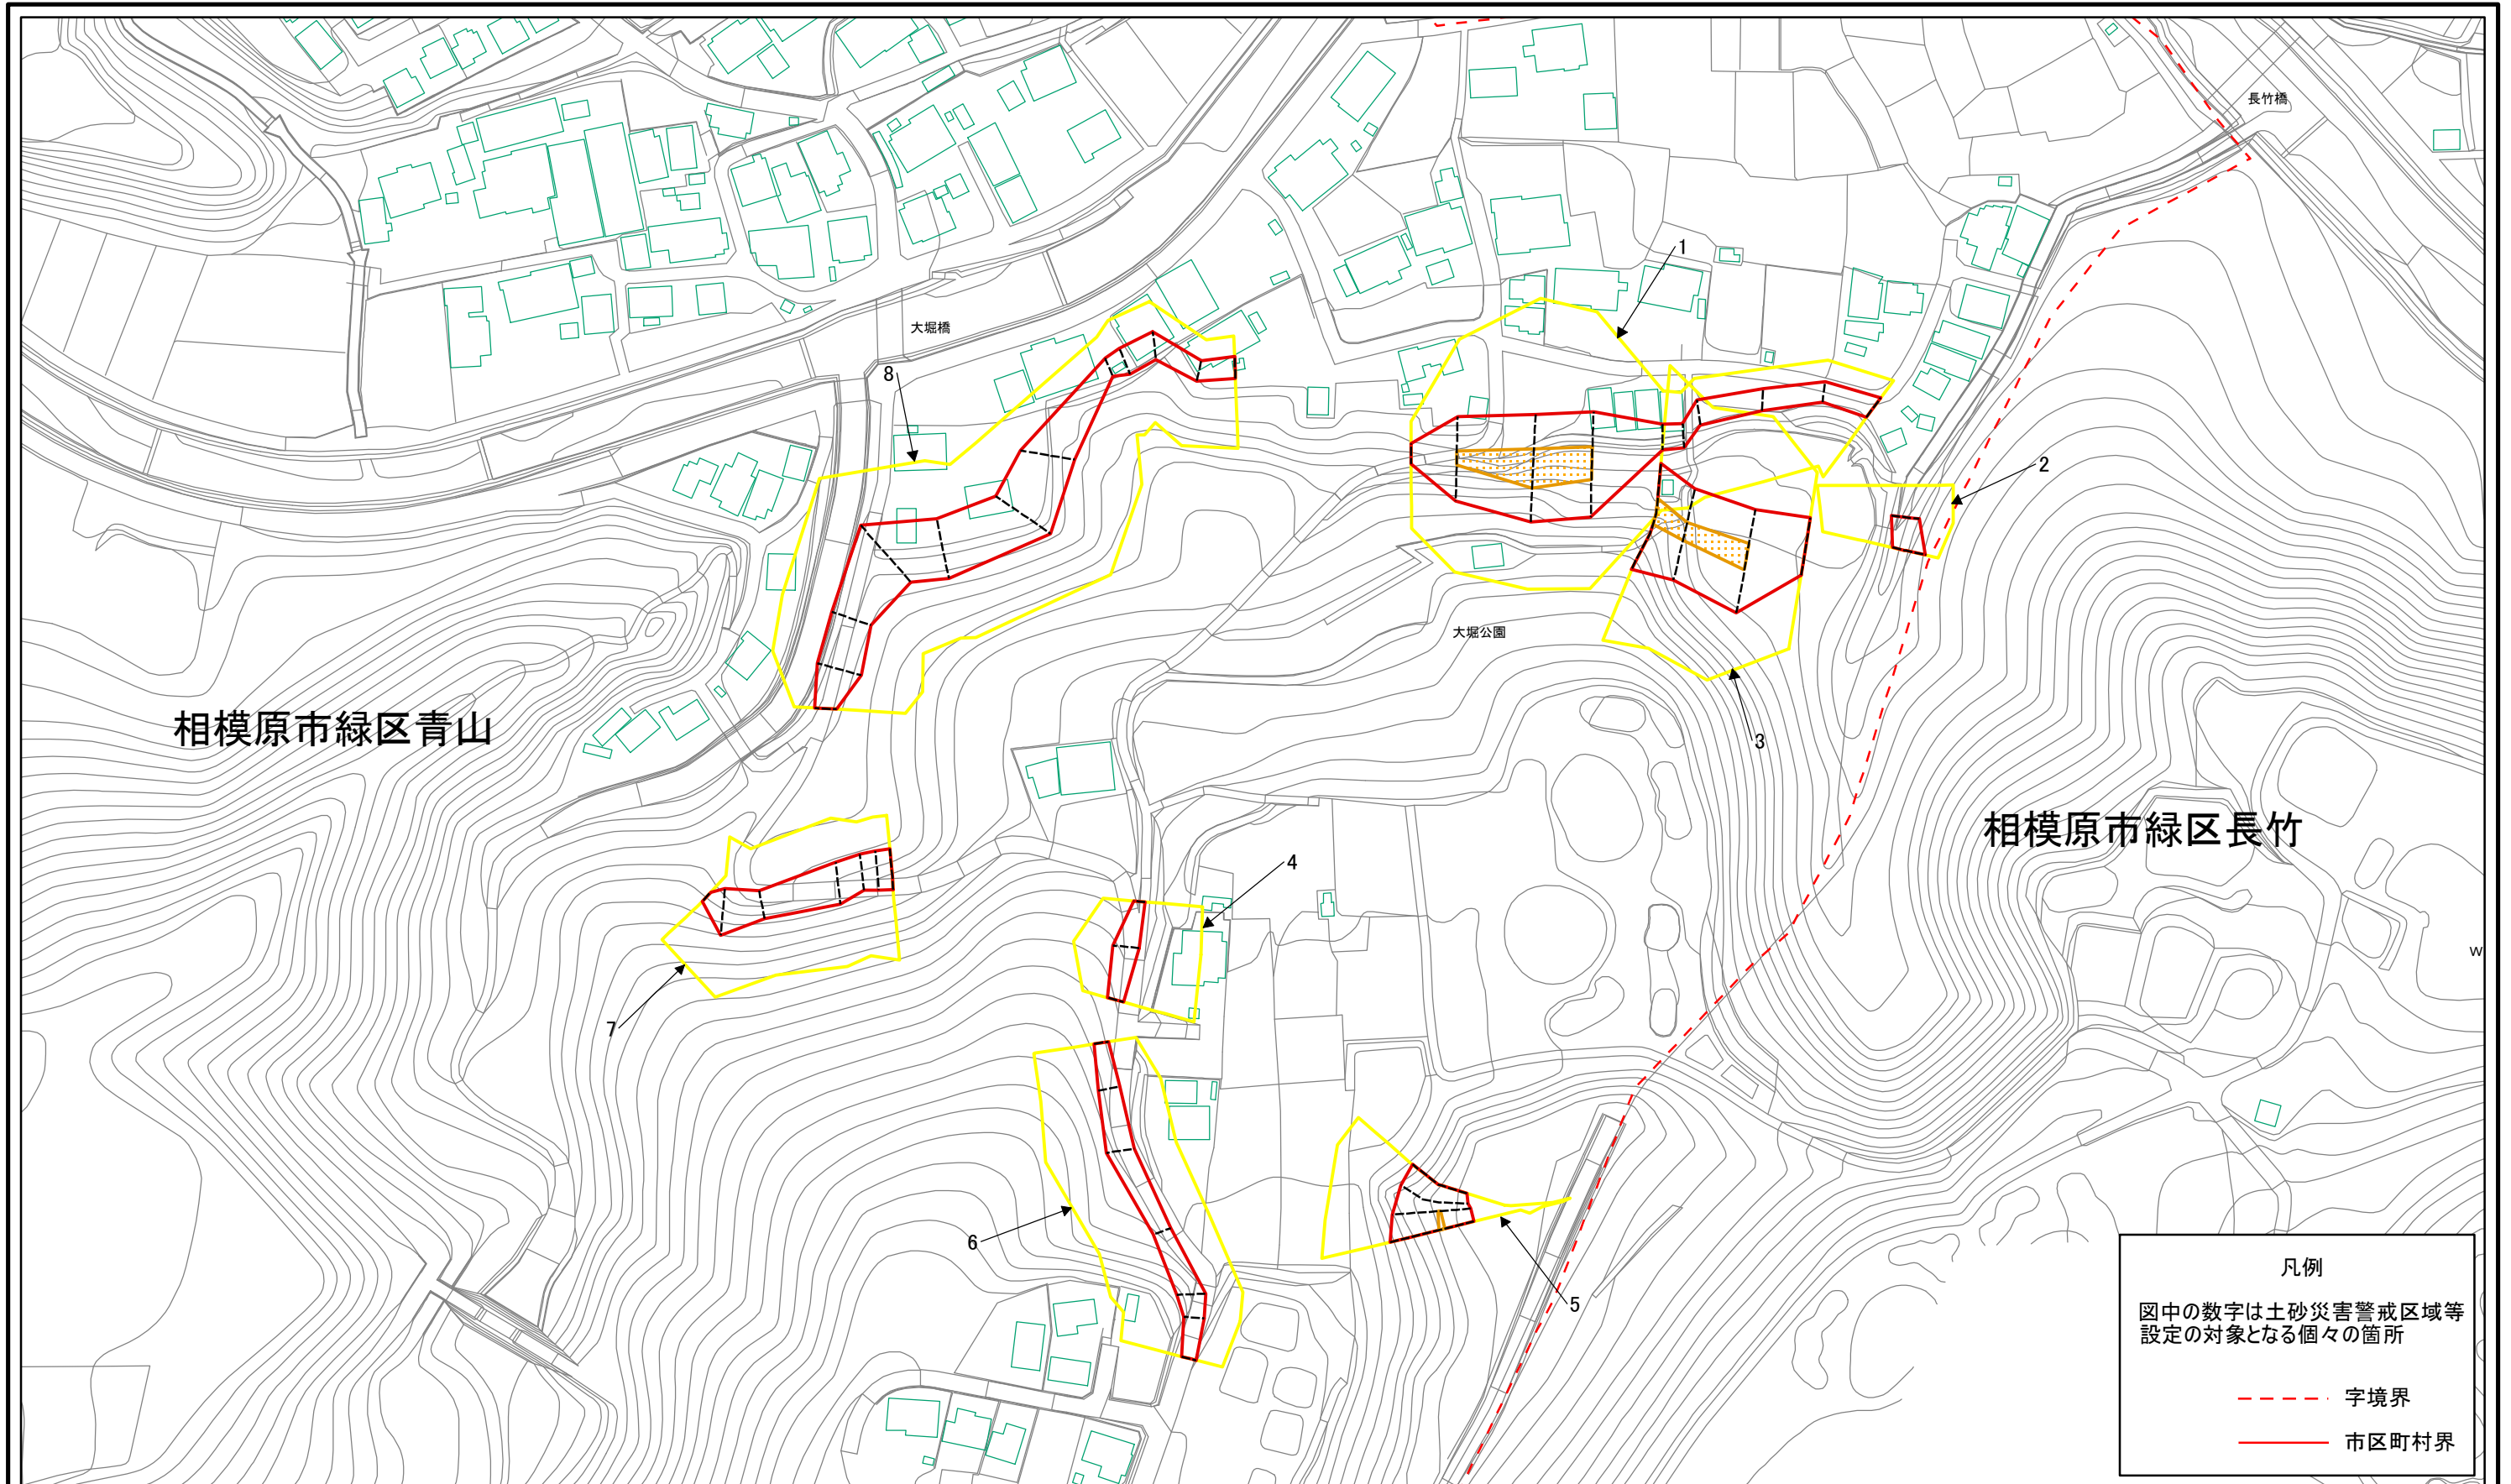 長竹橋
1
大堀橋
8
2
大堀公園
3
相模原市緑区青山
相模原市緑区長竹
4
W
7
6
5
凡例
図中の数字は土砂災害警戒区域等
設定の対象となる個々の箇所
字境界
市区町村界